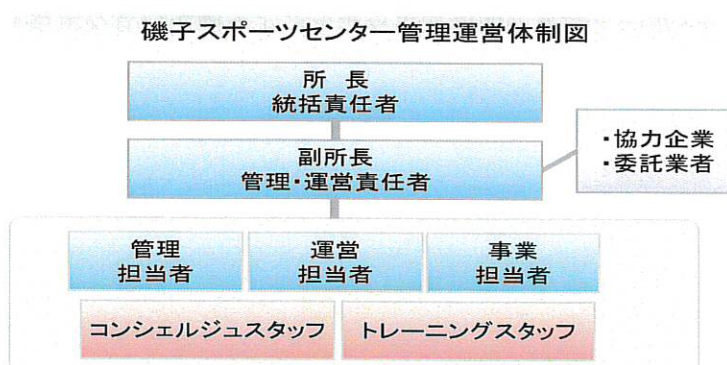 磯子スポーツセンター管理運営体制図
所 長
統括責任者
副所長
管理・運営責任者
・協力企業
・委託業者
管理
担当者
運営
担当者
事業
担当者
コンシェルジュスタッフ
トレーニングスタッフ